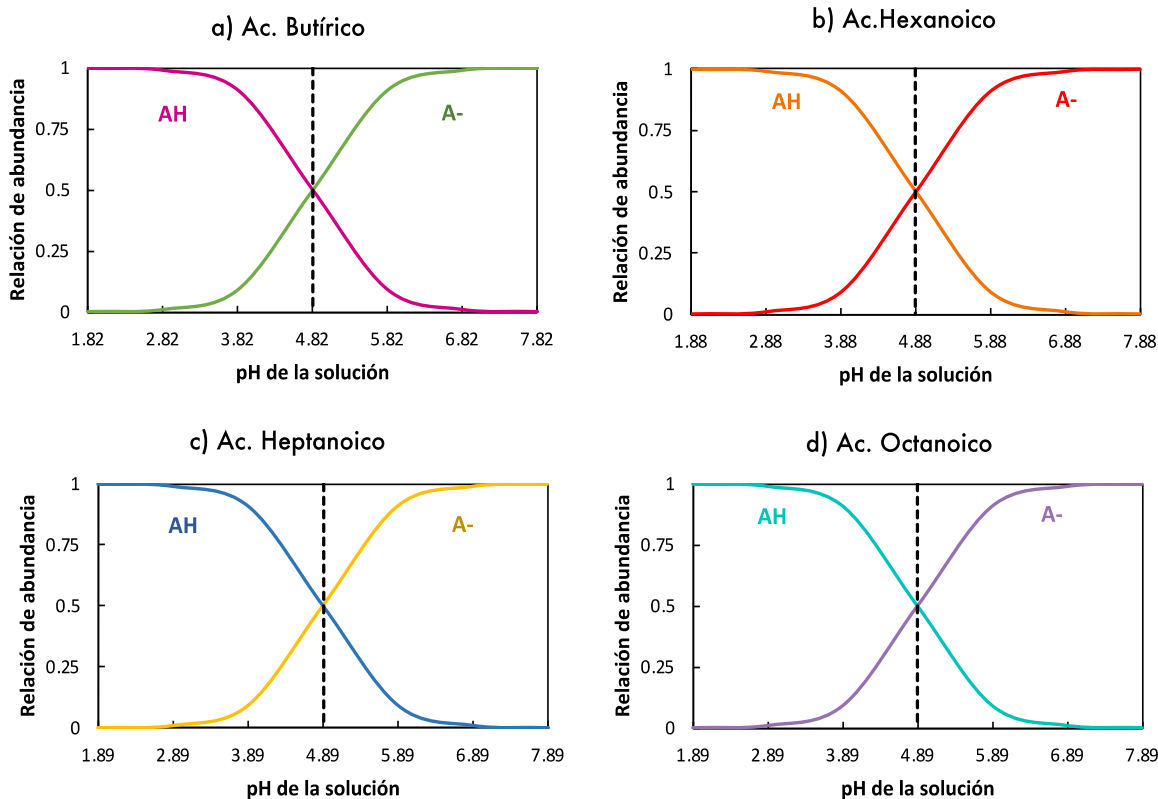 a) Ac. Butírico
Relación de abundancia
1
0.75
0.5
0.25
0
AH
A-
1.82 2.82 3.82 4.82 5.82 6.82 7.82
pH de la solución
b) Ac.Hexanoico
Relación de abundancia
1
0.75
0.5
0.25
0
AH
A-
1.88 2.88 3.88 4.88 5.88 6.88 7.88
pH de la solución
c) Ac. Heptanoico
Relación de abundancia
1
0.75
0.5
0.25
0
AH
A-
1.89 2.89 3.89 4.89 5.89 6.89 7.89
pH de la solución
d) Ac. Octanoico
Relación de abundancia
1
0.75
0.5
0.25
0
AH
A-
1.89 2.89 3.89 4.89 5.89 6.89 7.89
pH de la solución